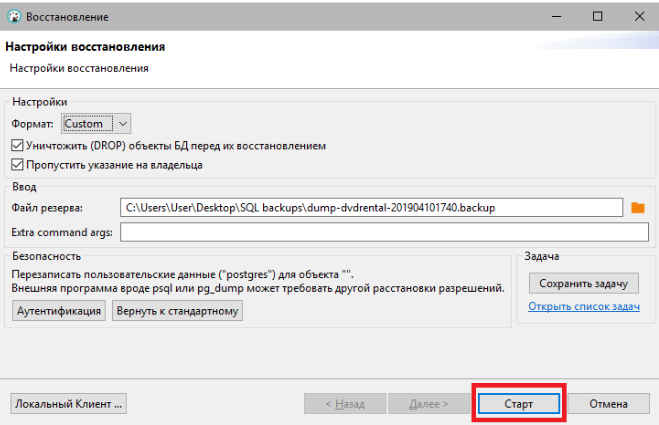 Восстановление
Настройки восстановления
Настройки восстановления
Настройки
Формат: Custom
Уничтожить (DROP) объекты БД перед их восстановлением
Пропустить указание на владельца
Ввод
Файл резерва: C:\Users\User\Desktop\SQL backups\dump-dvdrental-201904101740.backup
Extra command args:
Безопасность
Перезаписать пользовательские данные ("postgres") для объекта "".
Внешняя программа вроде psql или pg_dump может требовать другой расстановки разрешений.
Аутентификация Вернуть к стандартному
Задача
Сохранить задачу
Открыть список задач
Локальный Клиент ... < Назад Далее > Старт Отмена